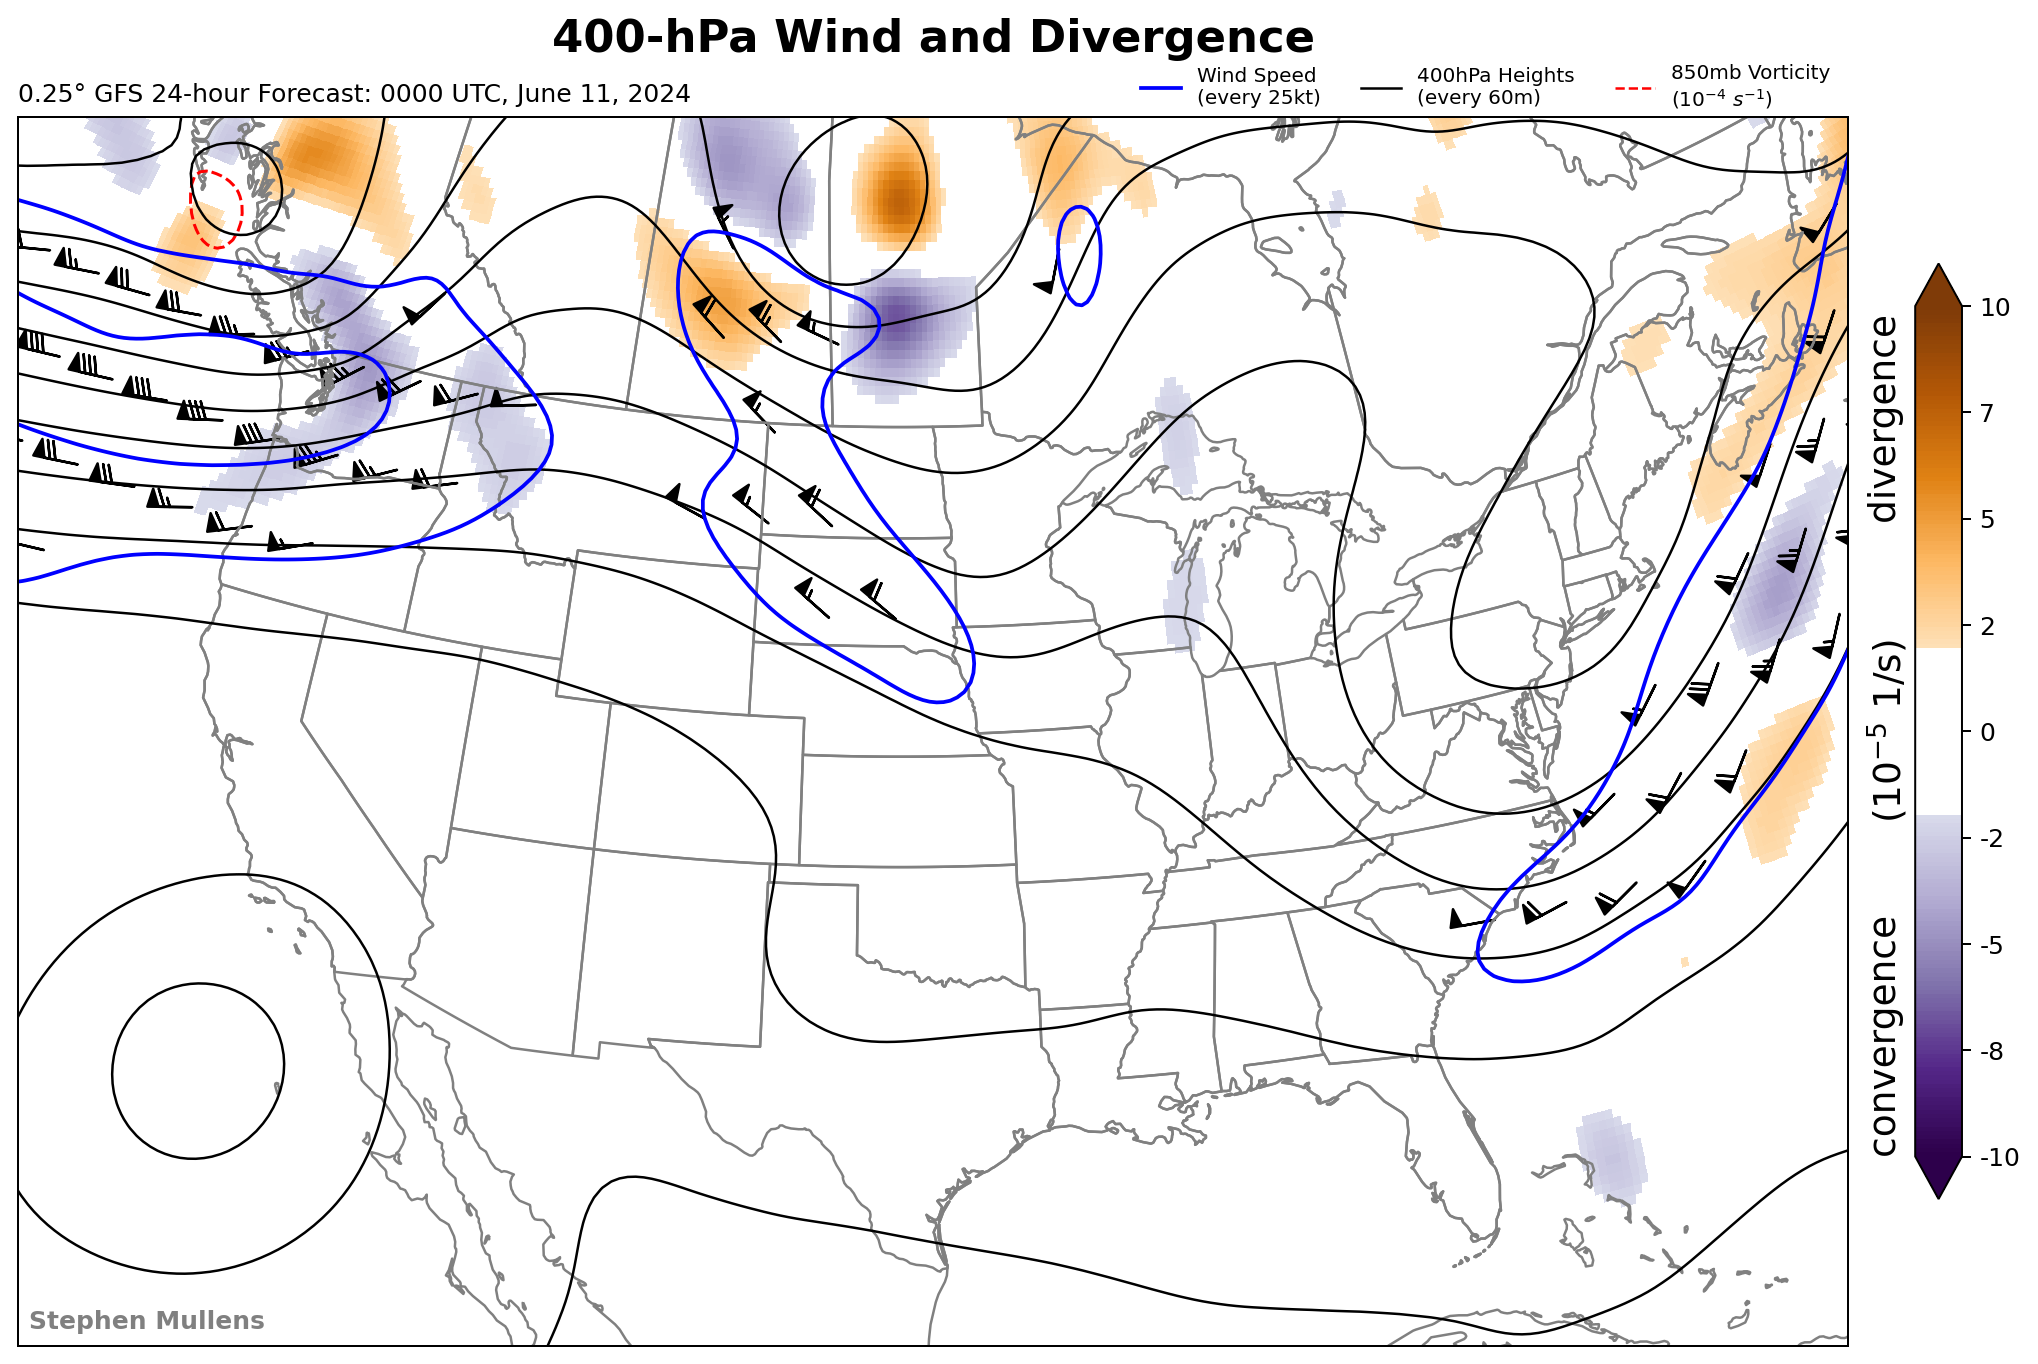 400-hPa Wind and Divergence
0.25° GFS 24-hour Forecast: 0000 UTC, June 11, 2024
Wind Speed
(every 25kt)
400hPa Heights
(every 60m)
850mb Vorticity
(10⁻⁴ s⁻¹)
10
7
5
2
0
-2
-5
-8
-10
convergence (10⁻⁵ 1/s) divergence
Stephen Mullens